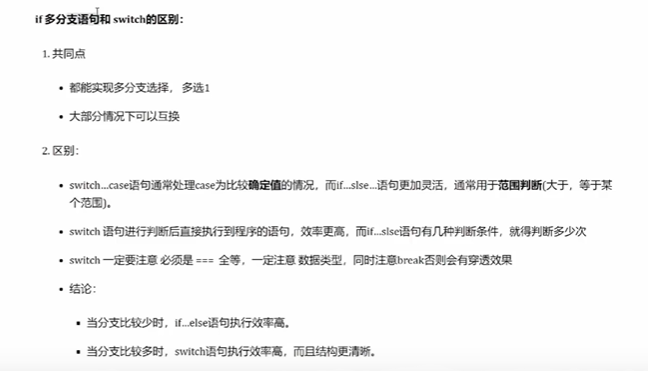 if 多分支语句和 switch的区别：
1. 共同点
• 都能实现多分支选择， 多选1
• 大部分情况下可以互换
2. 区别：
• switch…case语句通常处理case为比较确定值的情况，而if…slse…语句更加灵活，通常用于范围判断(大于，等于某
个范围)。
• switch 语句进行判断后直接执行到程序的语句，效率更高，而if…slse语句有几种判断条件，就得判断多少次
• switch 一定要注意 必须是 === 全等，一定注意 数据类型，同时注意break否则会有穿透效果
• 结论：
▪ 当分支比较少时，if…else语句执行效率高。
▪ 当分支比较多时，switch语句执行效率高，而且结构更清晰。